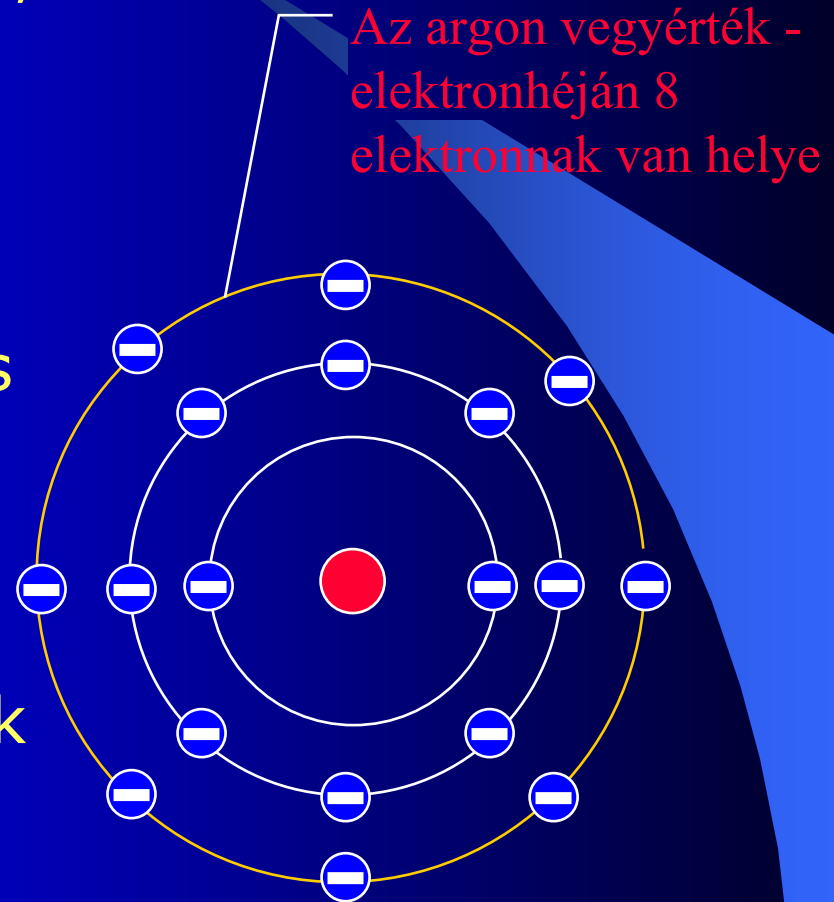 Az argon vegyérték -
elektronhéján 8
elektronnak van helye
s
k